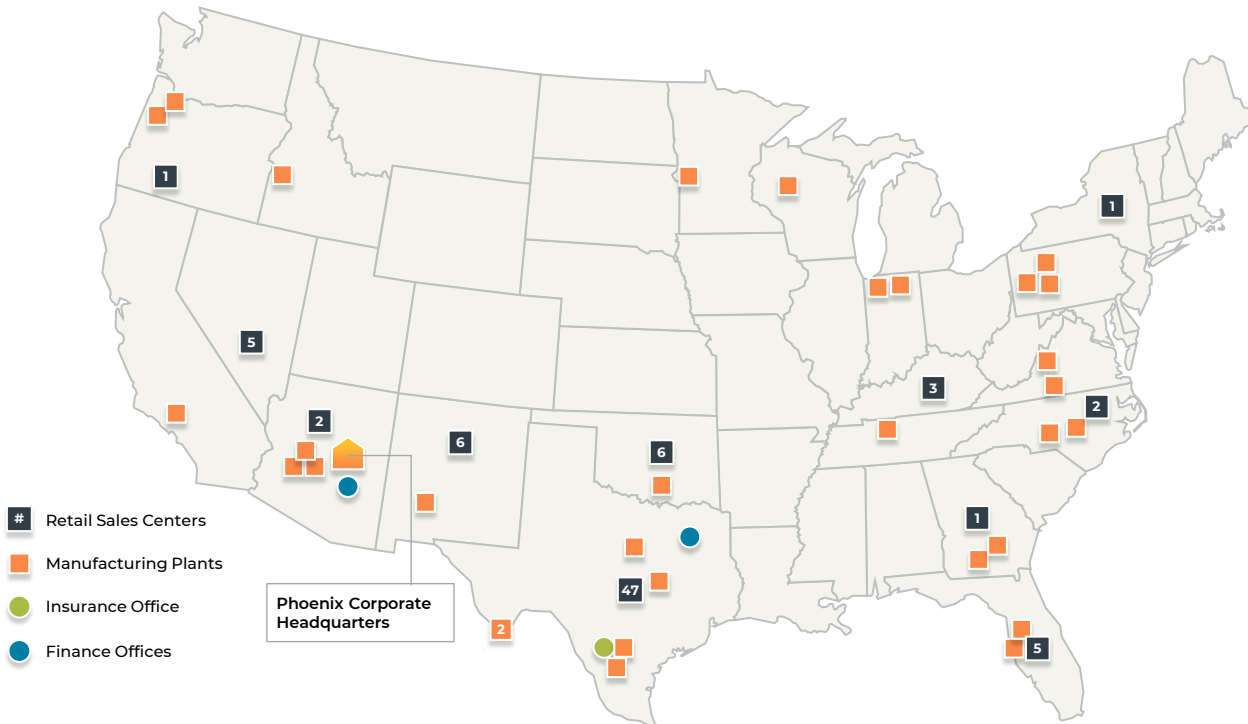 1
1
5
3
2
2
6
6
1
# Retail Sales Centers
Manufacturing Plants
47
Insurance Office
Phoenix Corporate
Headquarters
2
Finance Offices
5